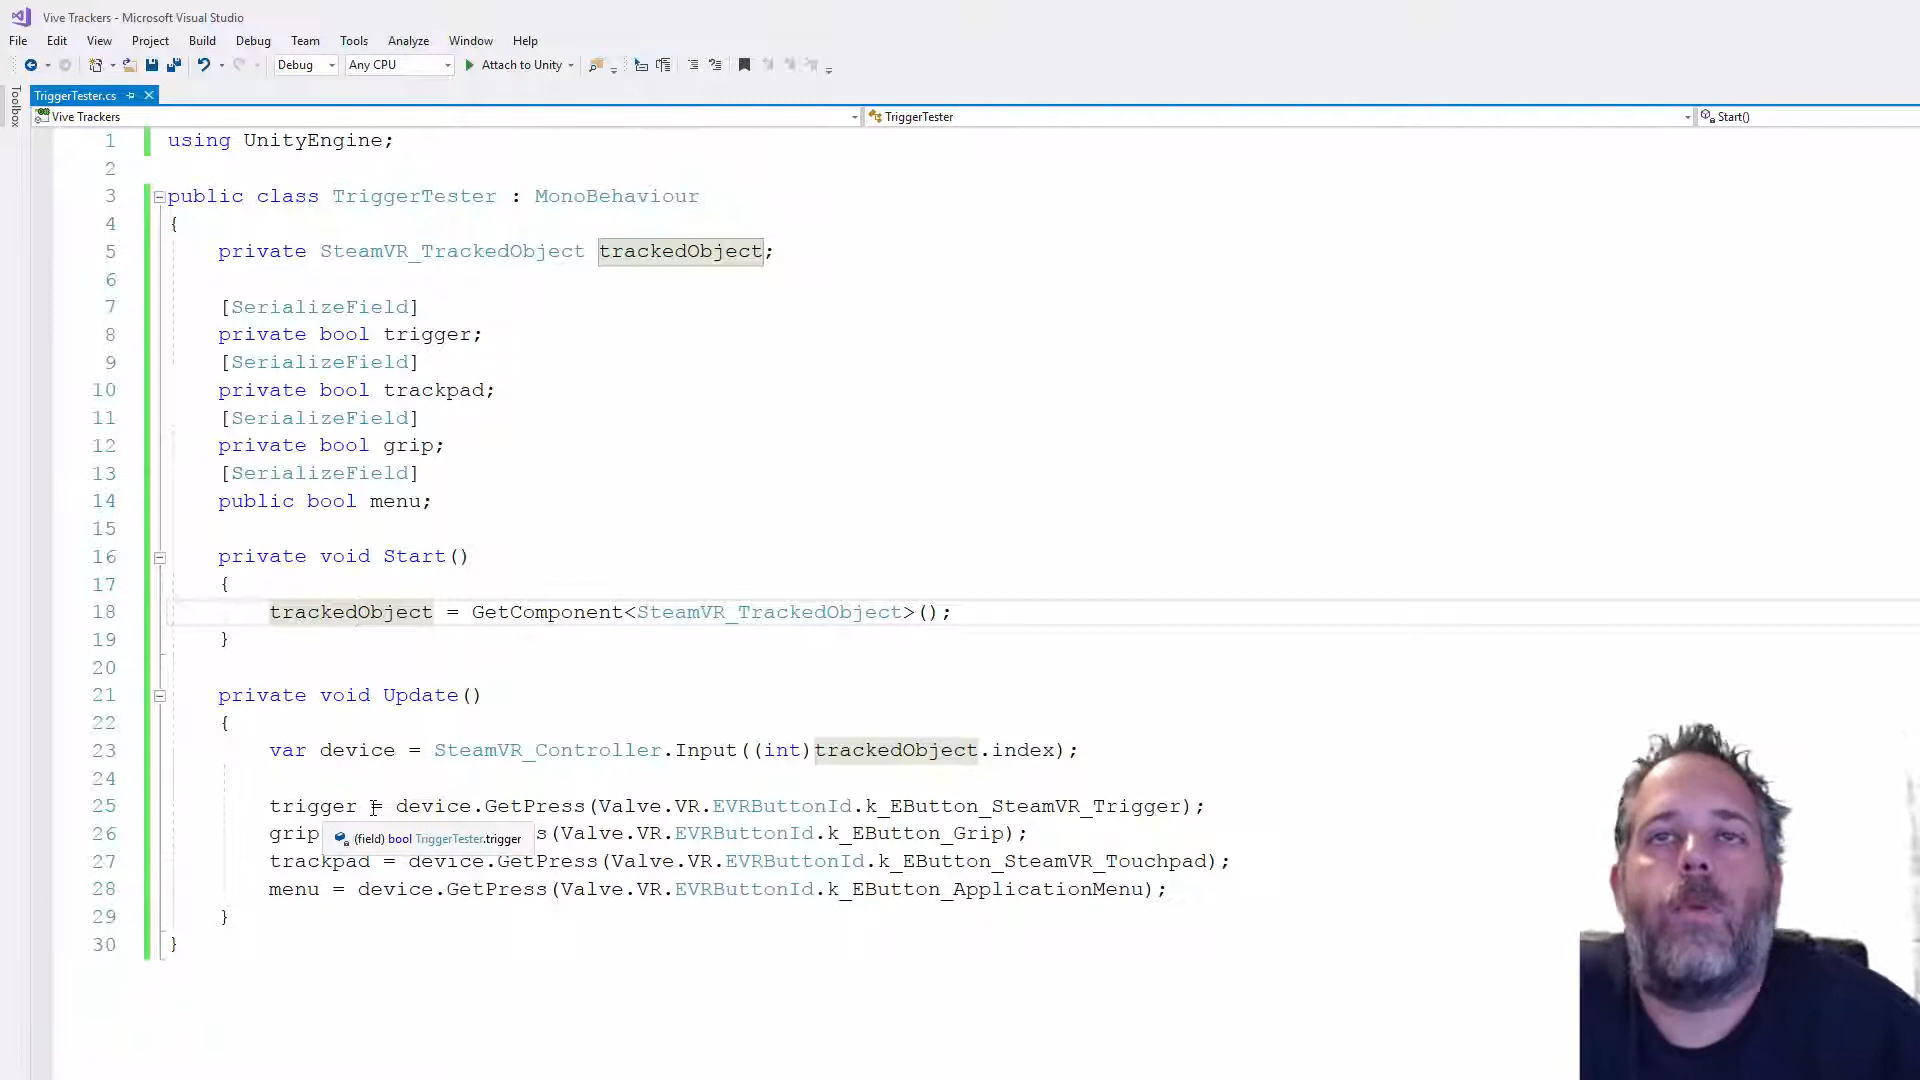 Vive Trackers - Microsoft Visual Studio
File Edit View Project Build Debug Team Tools Analyze Window Help
Debug Any CPU Attach to Unity
Toolbox
TriggerTester.cs
Vive Trackers TriggerTester Start()
1 using UnityEngine;
2
3 public class TriggerTester : MonoBehaviour
4 {
5 private SteamVR_TrackedObject trackedObject;
6
7 [SerializeField]
8 private bool trigger;
9 [SerializeField]
10 private bool trackpad;
11 [SerializeField]
12 private bool grip;
13 [SerializeField]
14 public bool menu;
15
16 private void Start()
17 {
18 trackedObject = GetComponent<SteamVR_TrackedObject>();
19 }
20
21 private void Update()
22 {
23 var device = SteamVR_Controller.Input((int)trackedObject.index);
24
25 trigger = device.GetPress(Valve.VR.EVRButtonId.k_EButton_SteamVR_Trigger);
26 grip s(Valve.VR.EVRButtonId.k_EButton_Grip);
(field) bool TriggerTester.trigger
27 trackpad = device.GetPress(Valve.VR.EVRButtonId.k_EButton_SteamVR_Touchpad);
28 menu = device.GetPress(Valve.VR.EVRButtonId.k_EButton_ApplicationMenu);
29 }
30 }